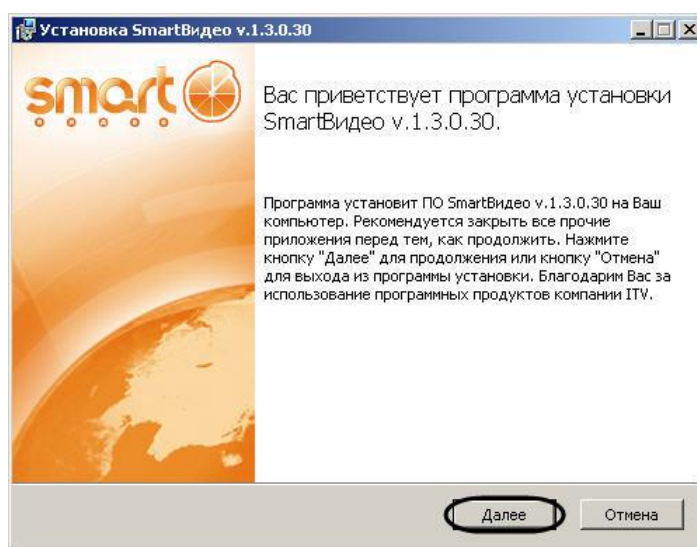 Установка SmartВидео v.1.3.0.30
smart
видео
Вас приветствует программа установки
SmartВидео v.1.3.0.30.
Программа установит ПО SmartВидео v.1.3.0.30 на Ваш
компьютер. Рекомендуется закрыть все прочие
приложения перед тем, как продолжить. Нажмите
кнопку "Далее" для продолжения или кнопку "Отмена"
для выхода из программы установки. Благодарим Вас за
использование программных продуктов компании ITV.
Далее
Отмена